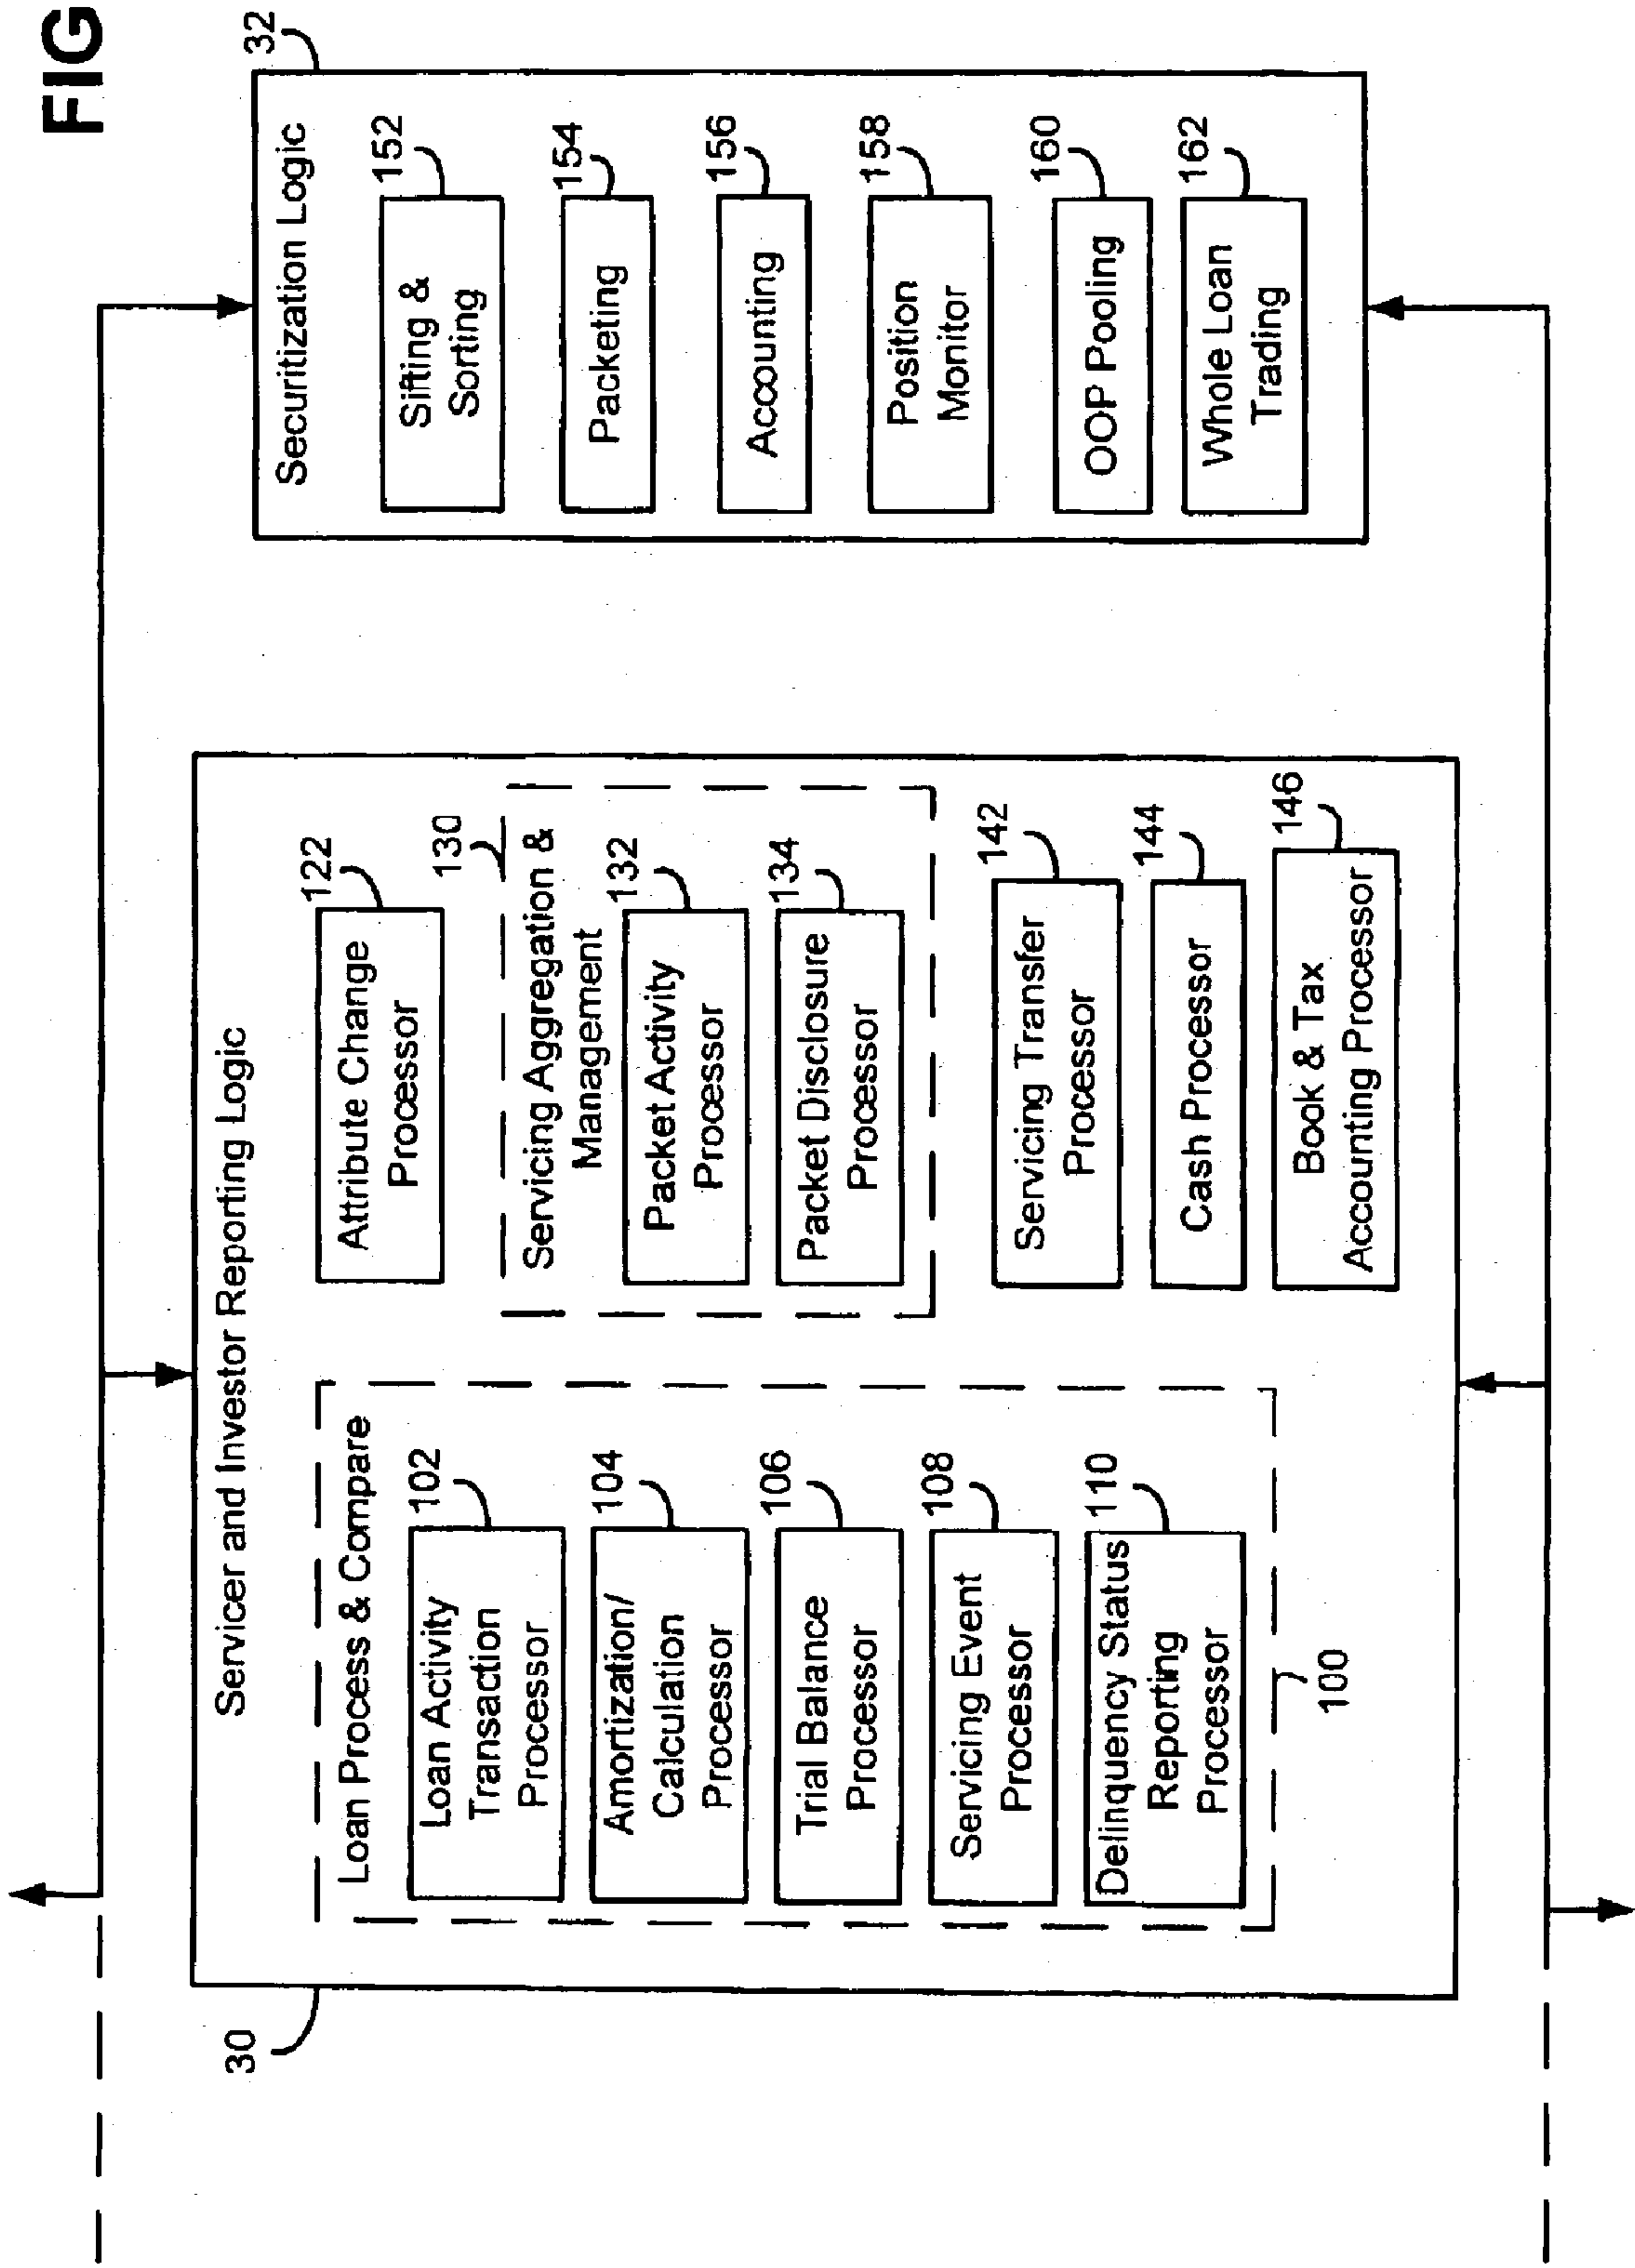 FIG
Servicer and Investor Reporting Logic
30
Loan Process & Compare
Loan Activity
Transaction
Processor
102
Amortization/
Calculation
Processor
104
Trial Balance
Processor
106
Servicing Event
Processor
108
Delinquency Status
Reporting
Processor
110
100
Attribute Change
Processor
122
130
Servicing Aggregation &
Management
Packet Activity
Processor
132
Packet Disclosure
Processor
134
Servicing Transfer
Processor
142
Cash Processor
144
Book & Tax
Accounting Processor
146
Securitization Logic
32
Sifting &
Sorting
152
Packeting
154
Accounting
156
Position
Monitor
158
OOP Pooling
160
Whole Loan
Trading
162